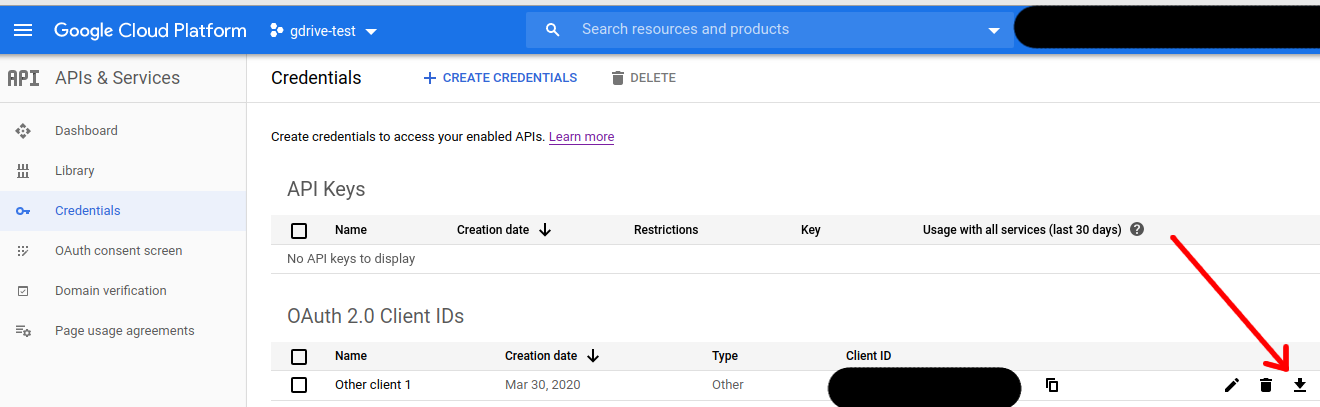 Google Cloud Platform gdrive-test Search resources and products
API APIs & Services Credentials CREATE CREDENTIALS DELETE
Dashboard
Library
Credentials
OAuth consent screen
Domain verification
Page usage agreements
Create credentials to access your enabled APIs. Learn more
API Keys
Name Creation date Restrictions Key Usage with all services (last 30 days) ?
No API keys to display
OAuth 2.0 Client IDs
Name Creation date Type Client ID
Other client 1 Mar 30, 2020 Other